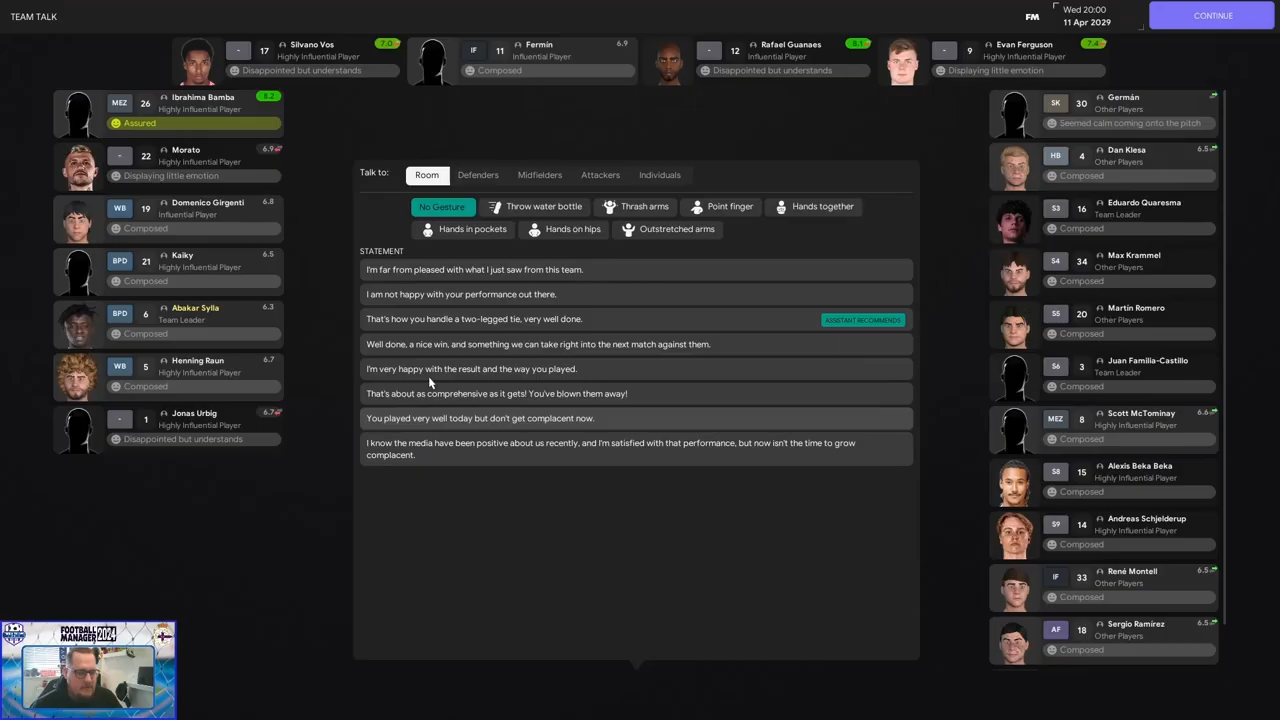 TEAM TALK
FM
Wed 20:00
11 Apr 2029
CONTINUE
- 17 Silvano Vos 7.0
Highly Influential Player
Disappointed but understands
IF 11 Fermín 6.9
Influential Player
Composed
- 12 Rafael Guanaes 8.1
Influential Player
Disappointed but understands
- 9 Evan Ferguson 7.4
Influential Player
Displaying little emotion
MEZ 26 Ibrahima Bamba 8.2
Highly Influential Player
Assured
- 22 Morato 6.9
Highly Influential Player
Displaying little emotion
WB 19 Domenico Girgenti 6.8
Influential Player
Composed
BPD 21 Kaiky 6.5
Highly Influential Player
Composed
BPD 6 Abakar Sylla 6.3
Team Leader
Composed
WB 5 Henning Raun 6.7
Highly Influential Player
Composed
- 1 Jonas Urbig 6.7
Highly Influential Player
Disappointed but understands
Talk to: Room Defenders Midfielders Attackers Individuals
No Gesture Throw water bottle Thrash arms Point finger Hands together
Hands in pockets Hands on hips Outstretched arms
STATEMENT
I'm far from pleased with what I just saw from this team.
I am not happy with your performance out there.
That's how you handle a two-legged tie, very well done. ASSISTANT RECOMMENDS
Well done, a nice win, and something we can take right into the next match against them.
I'm very happy with the result and the way you played.
That's about as comprehensive as it gets! You've blown them away!
You played very well today but don't get complacent now.
I know the media have been positive about us recently, and I'm satisfied with that performance, but now isn't the time to grow
complacent.
SK 30 Germán
Other Players
Seemed calm coming onto the pitch
HB 4 Dan Klesa 6.5
Other Players
Composed
S3 16 Eduardo Quaresma
Team Leader
Composed
S4 34 Max Krammel
Other Players
Composed
S5 20 Martín Romero
Other Players
Composed
S6 3 Juan Familia-Castillo
Team Leader
Composed
MEZ 8 Scott McTominay 6.6
Highly Influential Player
Composed
S8 15 Alexis Beka Beka
Highly Influential Player
Composed
S9 14 Andreas Schjelderup
Highly Influential Player
Composed
IF 33 René Montell 6.5
Other Players
Composed
AF 18 Sergio Ramírez 6.5
Other Players
Composed
FOOTBALL
MANAGER 2024